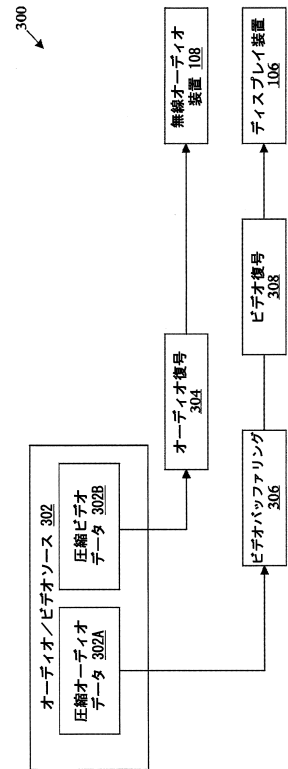 300
オーディオ/ビデオソース 302
圧縮オーディオ
データ 302A
圧縮ビデオ
データ 302B
オーディオ復号
304
無線オーディオ
装置 108
ビデオバッファリング
306
ビデオ復号
308
ディスプレイ装置
106